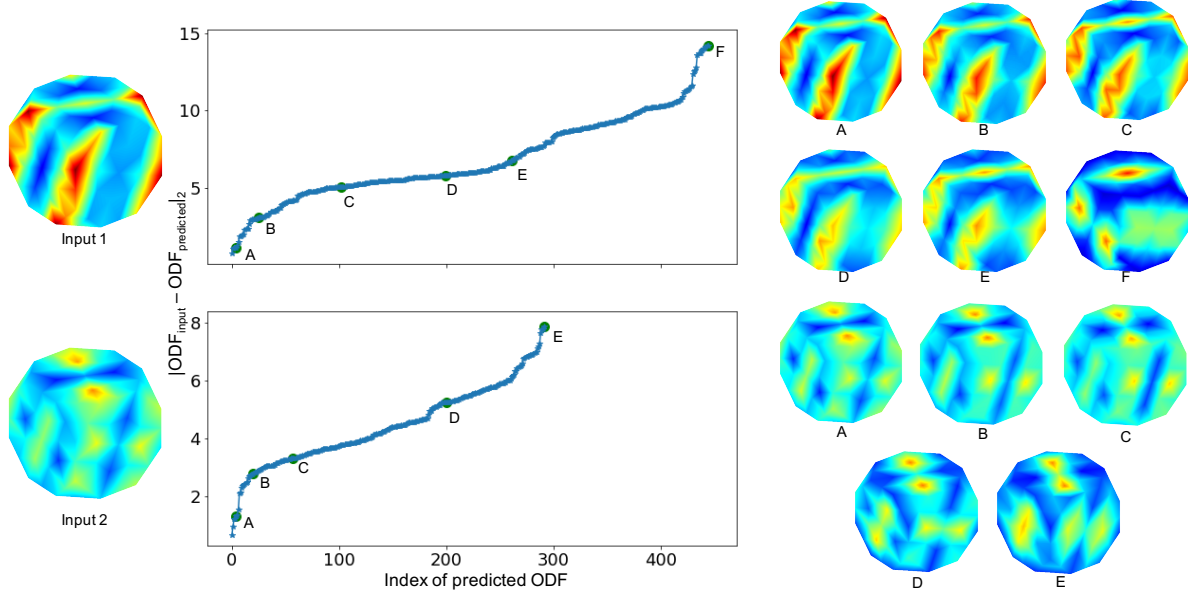 Input 1
Input 2
|ODF_input − ODF_predicted|_2
15
10
5
A
B
C
D
E
F
8
6
4
2
A
B
C
D
E
0
100
200
300
400
Index of predicted ODF
A
B
C
D
E
F
A
B
C
D
E